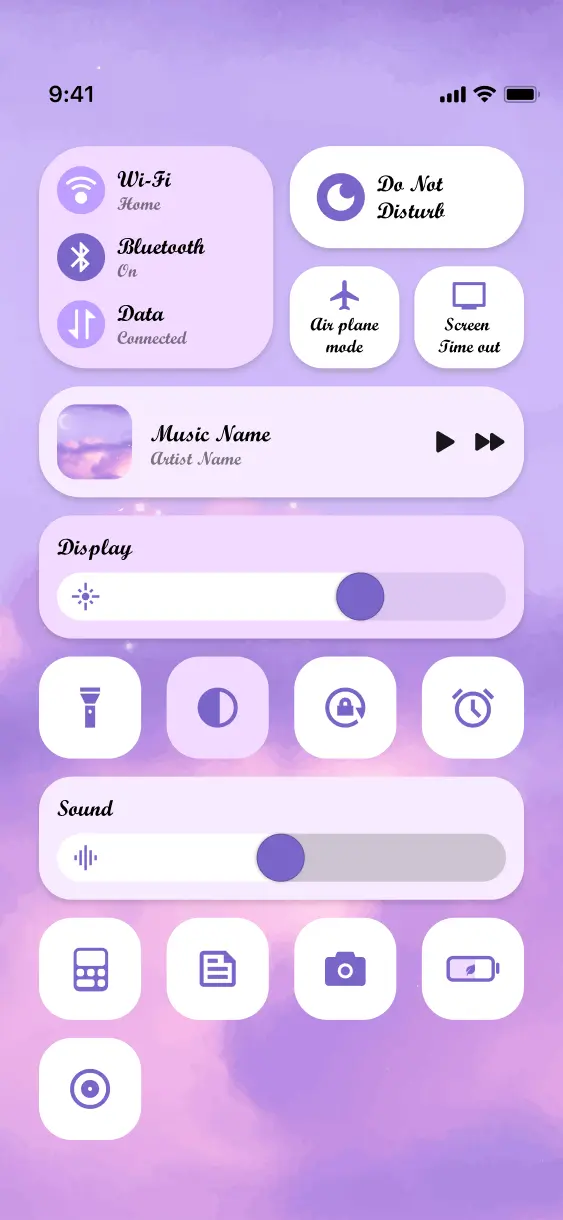 9:41
Wi-Fi
Home
Bluetooth
On
Data
Connected
Do Not
Disturb
Air plane
mode
Screen
Time out
Music Name
Artist Name
Display
Sound